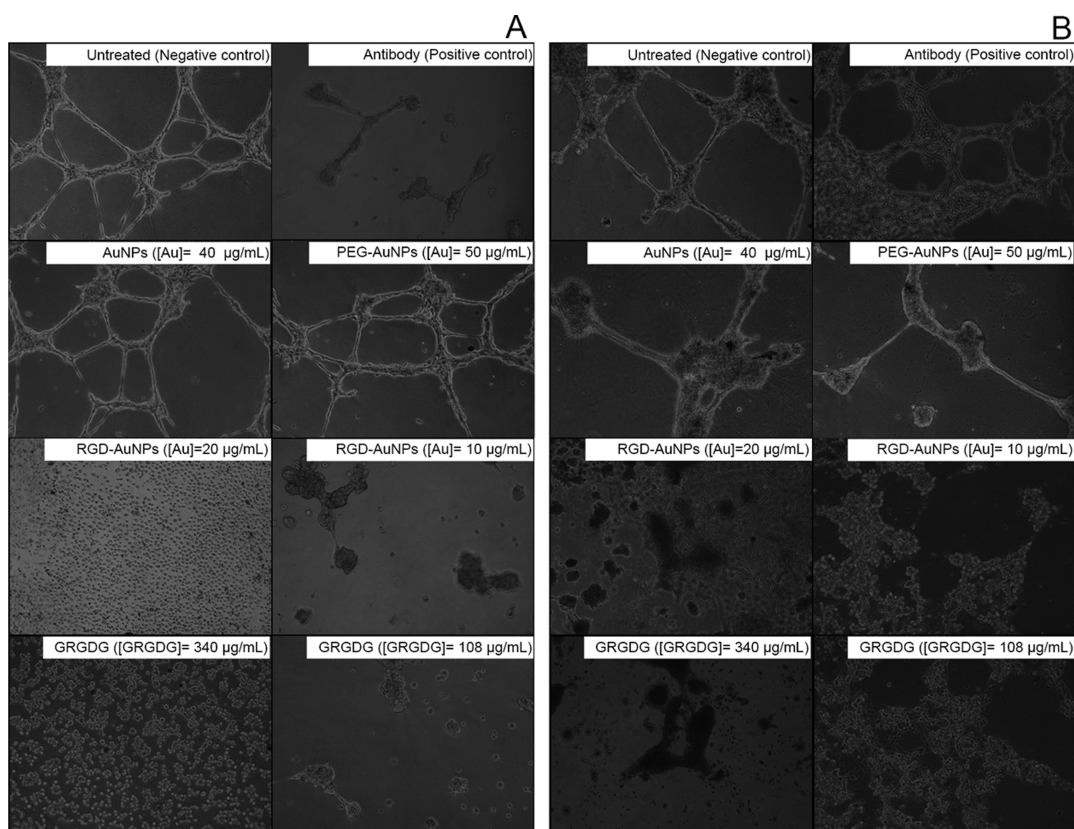 A
B
Untreated (Negative control)
Antibody (Positive control)
Untreated (Negative control)
Antibody (Positive control)
AuNPs ([Au]= 40 µg/mL)
PEG-AuNPs ([Au]= 50 µg/mL)
AuNPs ([Au]= 40 µg/mL)
PEG-AuNPs ([Au]= 50 µg/mL)
RGD-AuNPs ([Au]=20 µg/mL)
RGD-AuNPs ([Au]= 10 µg/mL)
RGD-AuNPs ([Au]=20 µg/mL)
RGD-AuNPs ([Au]= 10 µg/mL)
GRGDG ([GRGDG]= 340 µg/mL)
GRGDG ([GRGDG]= 108 µg/mL)
GRGDG ([GRGDG]= 340 µg/mL)
GRGDG ([GRGDG]= 108 µg/mL)